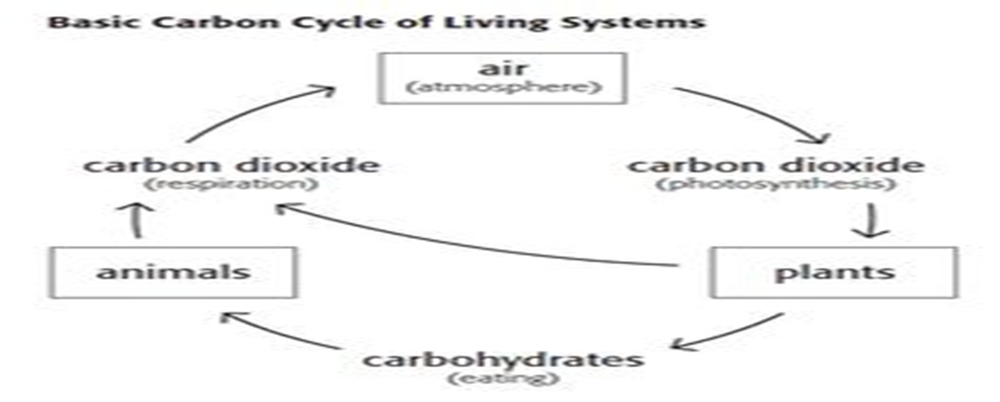 Basic Carbon Cycle of Living Systems
air
(atmosphere)
carbon dioxide
(respiration)
carbon dioxide
(photosynthesis)
animals
plants
carbohydrates
(eating)